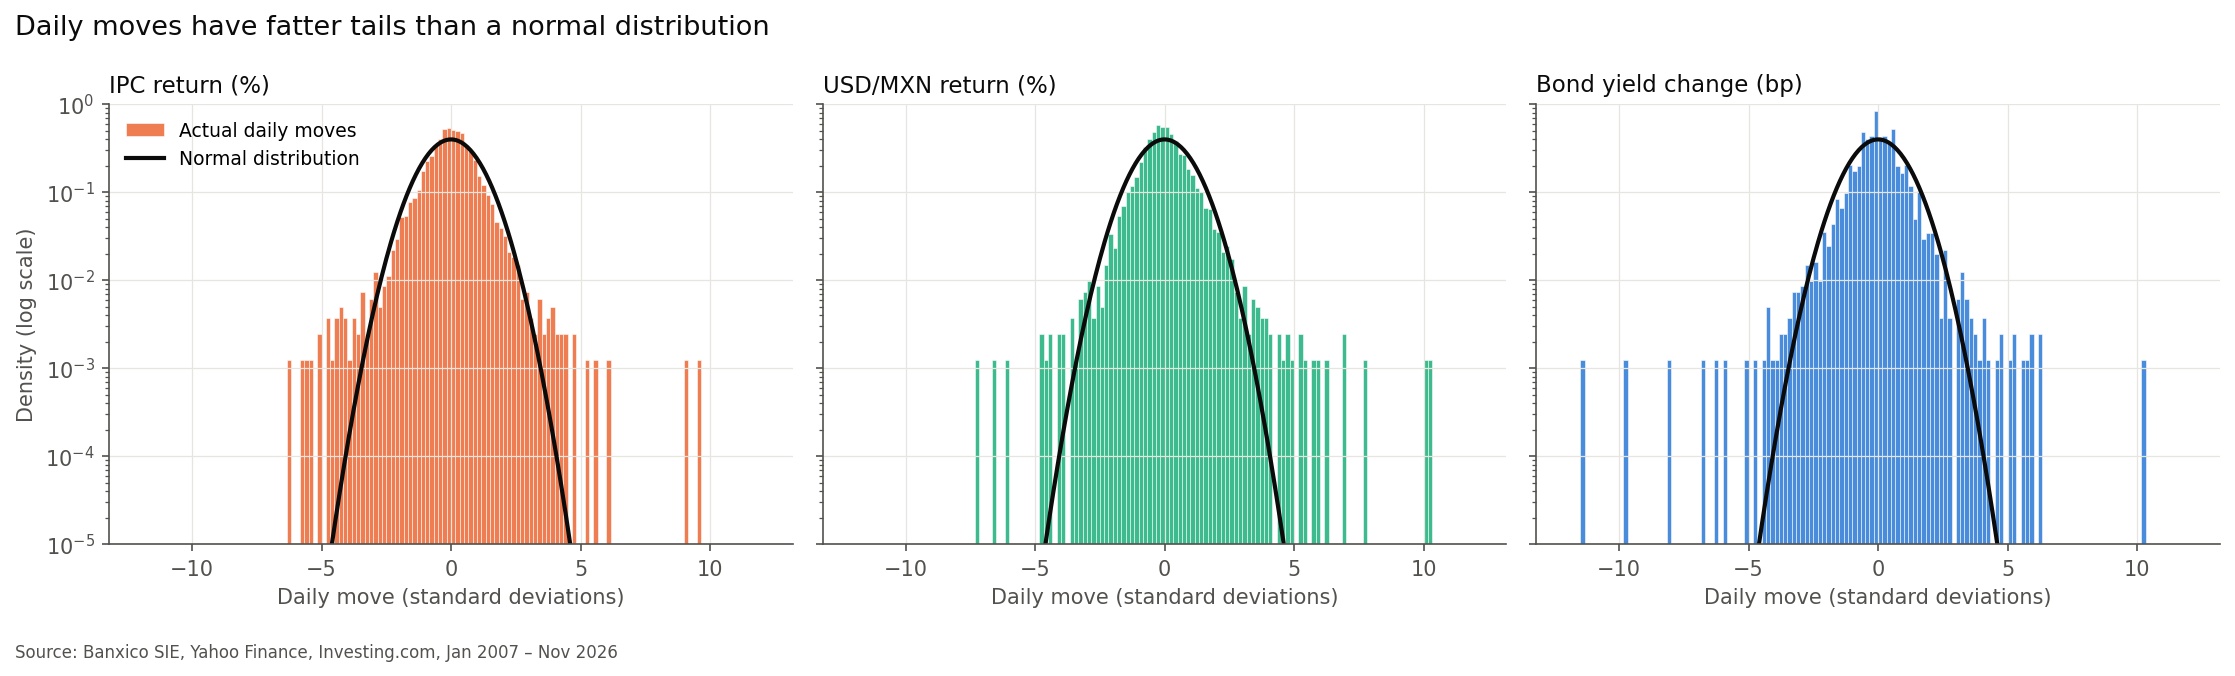 Daily moves have fatter tails than a normal distribution
IPC return (%)
USD/MXN return (%)
Bond yield change (bp)
Actual daily moves
Normal distribution
Density (log scale)
10⁰
10⁻¹
10⁻²
10⁻³
10⁻⁴
10⁻⁵
−10 −5 0 5 10
−10 −5 0 5 10
−10 −5 0 5 10
Daily move (standard deviations)
Daily move (standard deviations)
Daily move (standard deviations)
Source: Banxico SIE, Yahoo Finance, Investing.com, Jan 2007 – Nov 2026